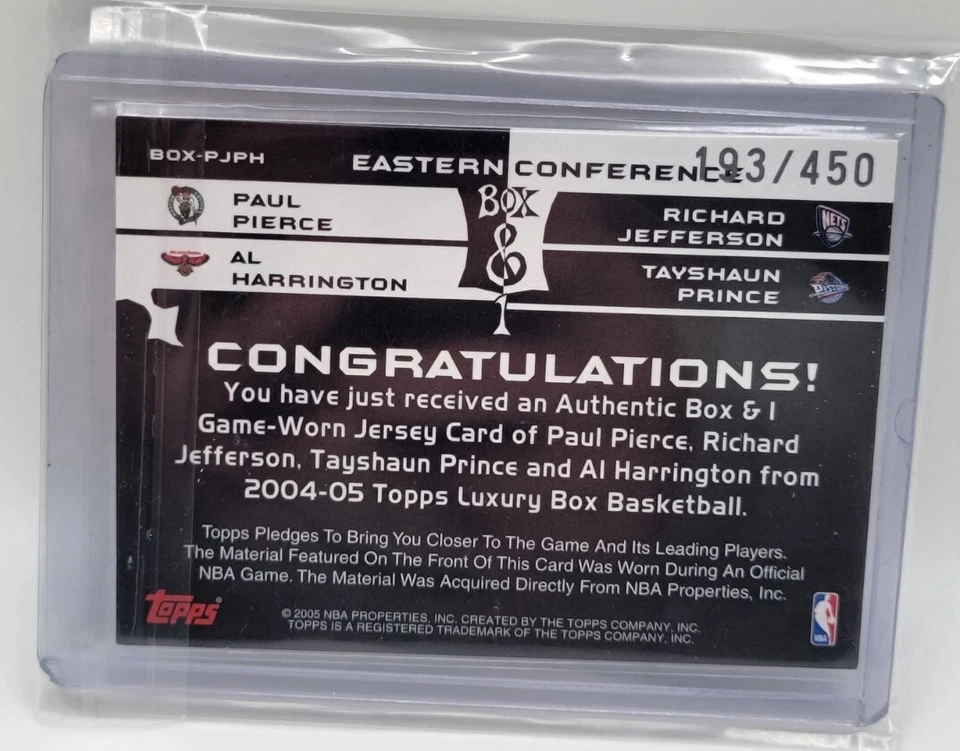 BOX-PJPH
EASTERN CONFERENCE
193/450
PAUL
PIERCE
BOX
&
1
RICHARD
JEFFERSON
NETS
AL
HARRINGTON
TAYSHAUN
PRINCE
PISTONS
CONGRATULATIONS!
You have just received an Authentic Box & 1
Game-Worn Jersey Card of Paul Pierce, Richard
Jefferson, Tayshaun Prince and Al Harrington from
2004-05 Topps Luxury Box Basketball.
Topps Pledges To Bring You Closer To The Game And Its Leading Players.
The Material Featured On The Front Of This Card Was Worn During An Official
NBA Game. The Material Was Acquired Directly From NBA Properties, Inc.
Topps®
© 2005 NBA PROPERTIES, INC. CREATED BY THE TOPPS COMPANY, INC.
TOPPS IS A REGISTERED TRADEMARK OF THE TOPPS COMPANY, INC.
NBA